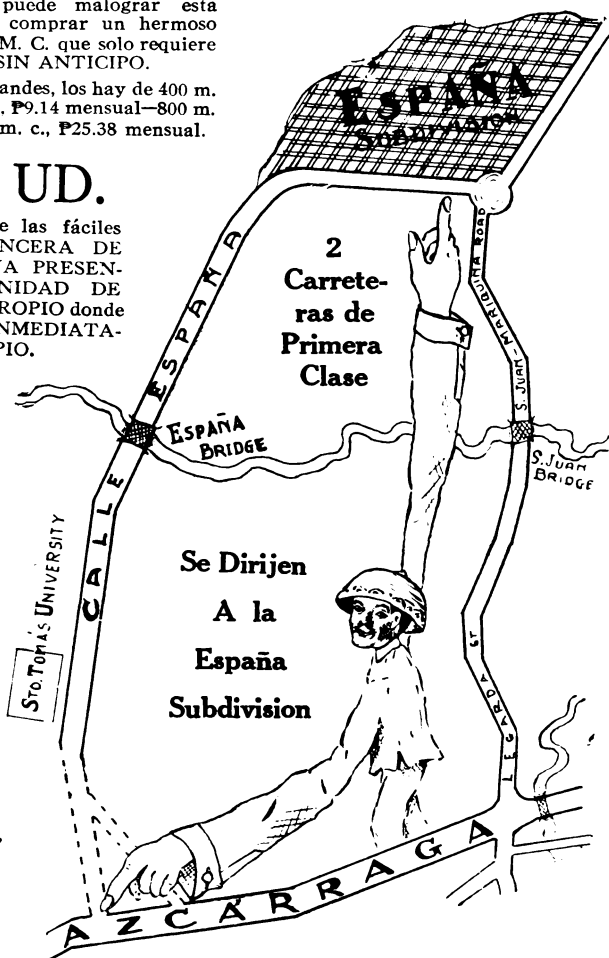 puede malograr esta
comprar un hermoso
M. C. que solo requiere
SIN ANTICIPO.
andes, los hay de 400 m.
, ₱9.14 mensual—800 m.
m. c., ₱25.38 mensual.
UD.
e las fáciles
NCERA DE
A PRESEN-
NIDAD DE
ROPIO donde
NMEDIATA-
PIO.
ESPAÑA
Subdivision
2
Carrete-
ras de
Primera
Clase
S. JUAN-MARIQUINA ROAD
CALLE ESPAÑA
ESPAÑA
BRIDGE
S. JUAN
BRIDGE
STO. TOMÁS UNIVERSITY
Se Dirijen
A la
España
Subdivision
LEGARDA ST
AZCÁRRAGA